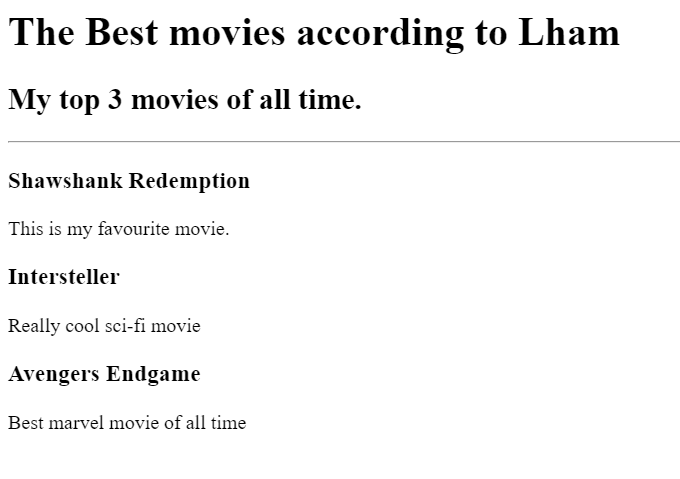 The Best movies according to Lham
My top 3 movies of all time.
Shawshank Redemption
This is my favourite movie.
Intersteller
Really cool sci-fi movie
Avengers Endgame
Best marvel movie of all time